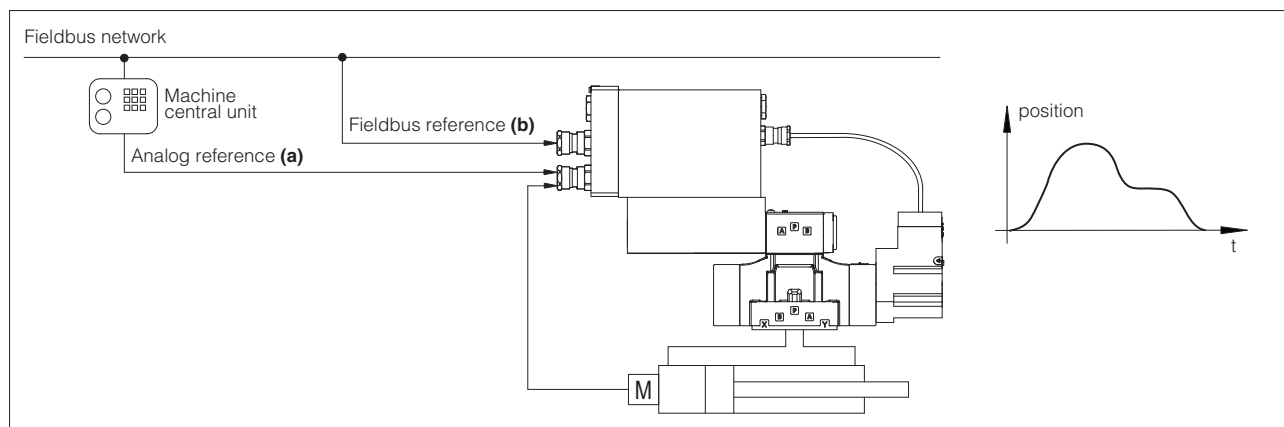 Fieldbus network
Machine
central unit
Fieldbus reference (b)
Analog reference (a)
position
t
A P B
X B P A Y
M